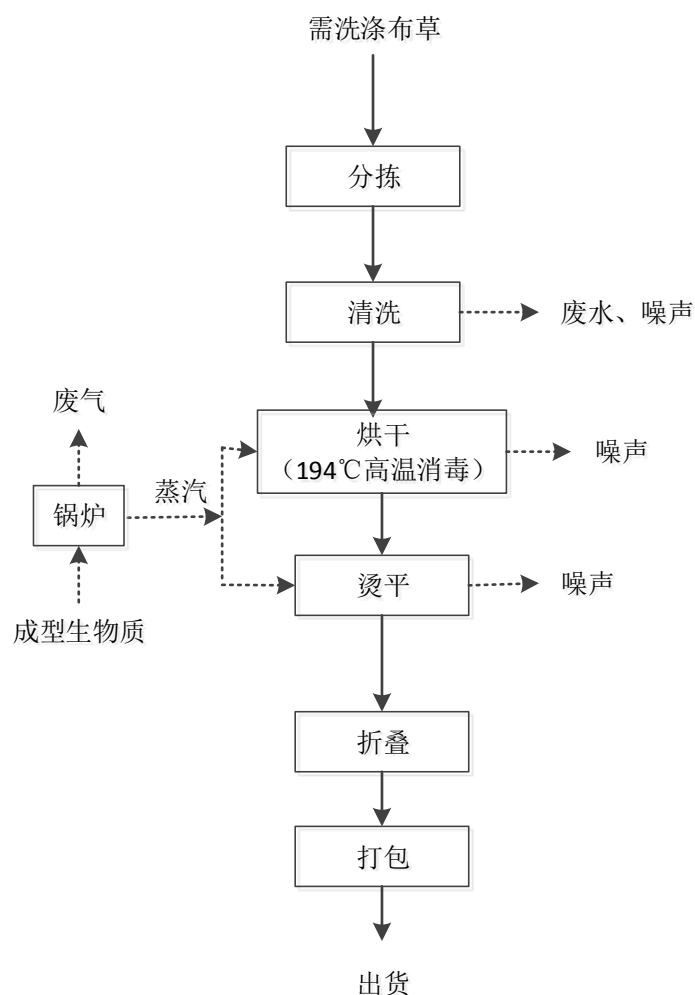 需洗涤布草
分拣
清洗
废水、噪声
废气
烘干
（194℃高温消毒）
噪声
蒸汽
锅炉
烫平
噪声
成型生物质
折叠
打包
出货